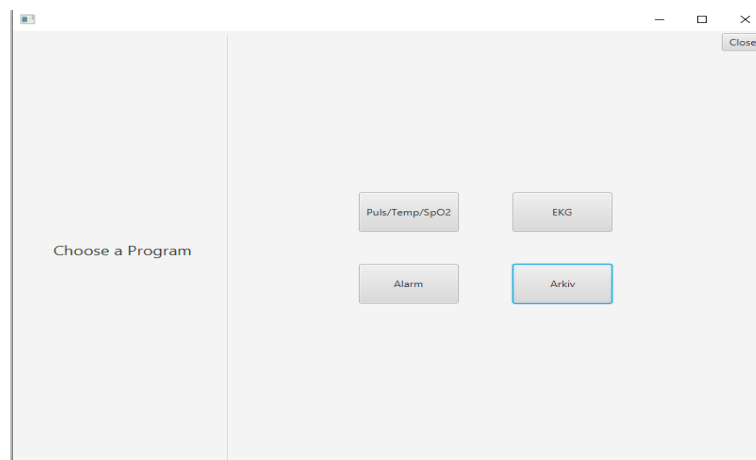 Close
Choose a Program
Puls/Temp/SpO2
EKG
Alarm
Arkiv